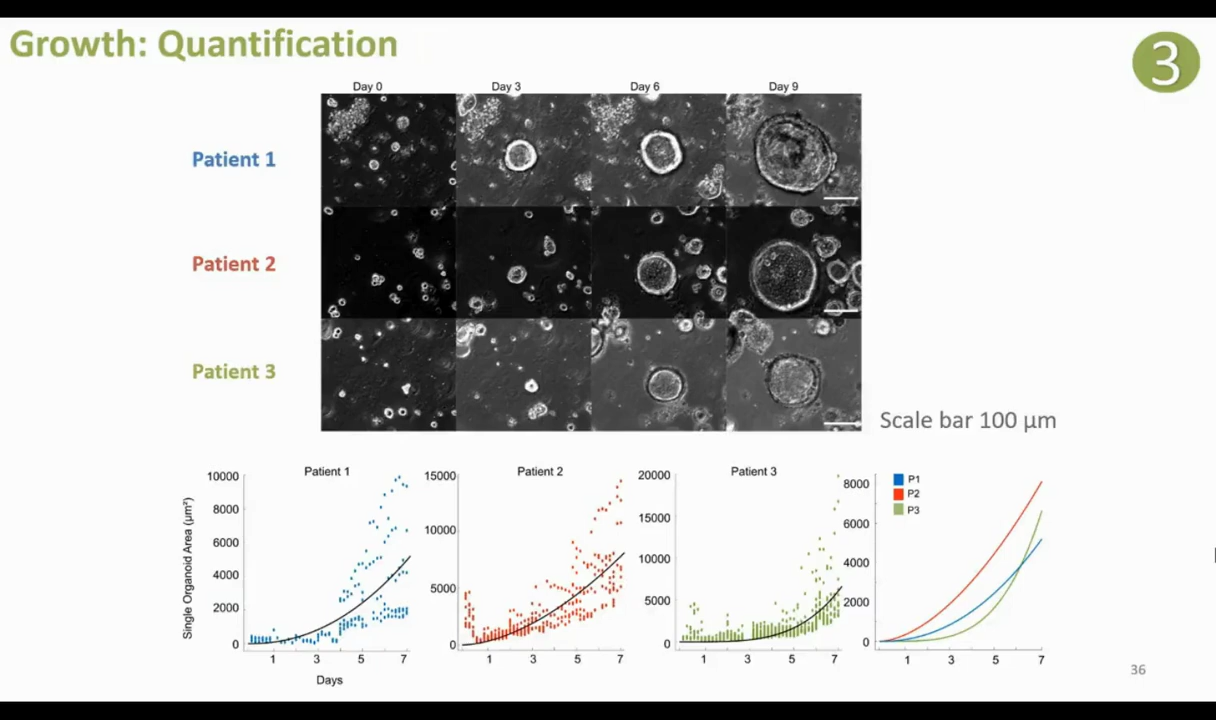 Growth: Quantification
3
Day 0 Day 3 Day 6 Day 9
Patient 1
Patient 2
Patient 3
Scale bar 100 µm
Patient 1 Patient 2 Patient 3
Single Organoid Area (µm²)
10000
8000
6000
4000
2000
0
1 3 5 7
Days
15000
10000
5000
0
1 3 5 7
20000
15000
10000
5000
0
1 3 5 7
P1
P2
P3
8000
6000
4000
2000
0
1 3 5 7
36